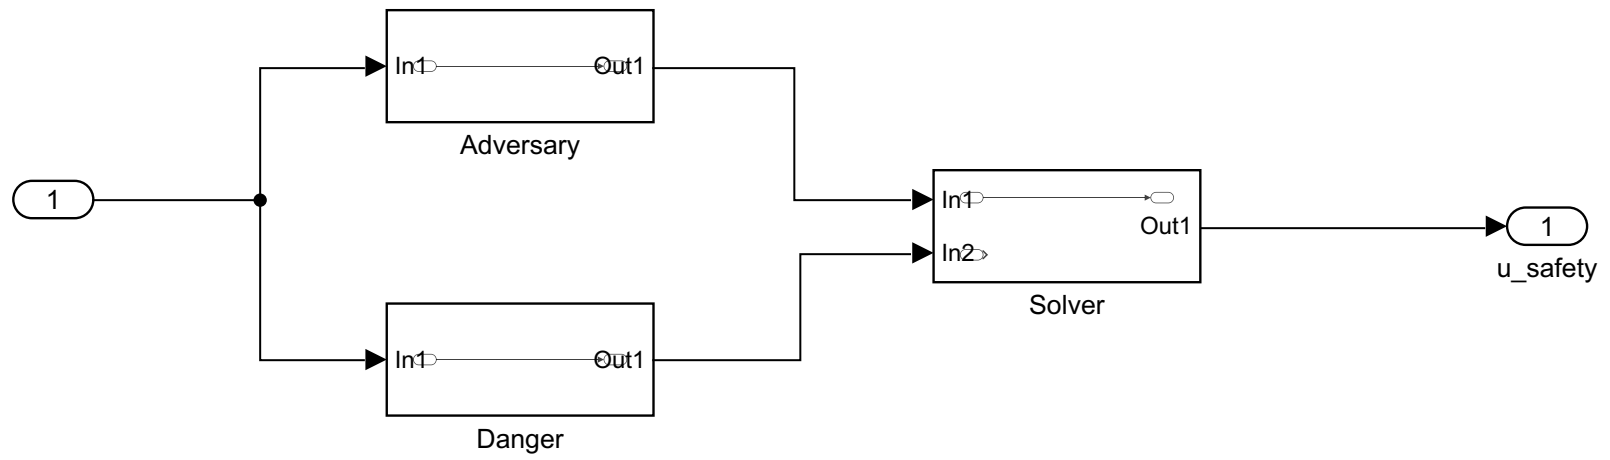 In1 Out1
Adversary
1
In1
Out1
In2
Solver
1
u_safety
In1 Out1
Danger